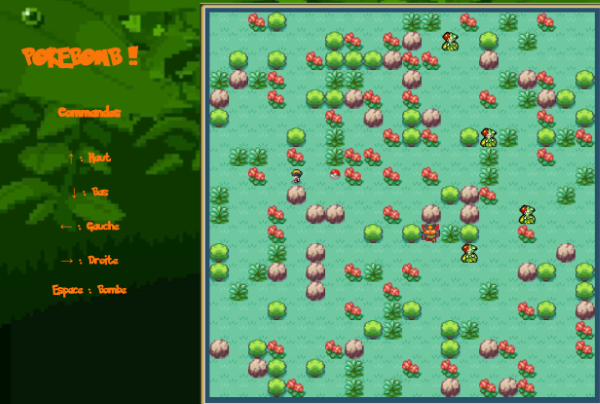 POKEBOMB !!
Commandes
↑ : Haut
↓ : Bas
← : Gauche
→ : Droite
Espace : Bombe